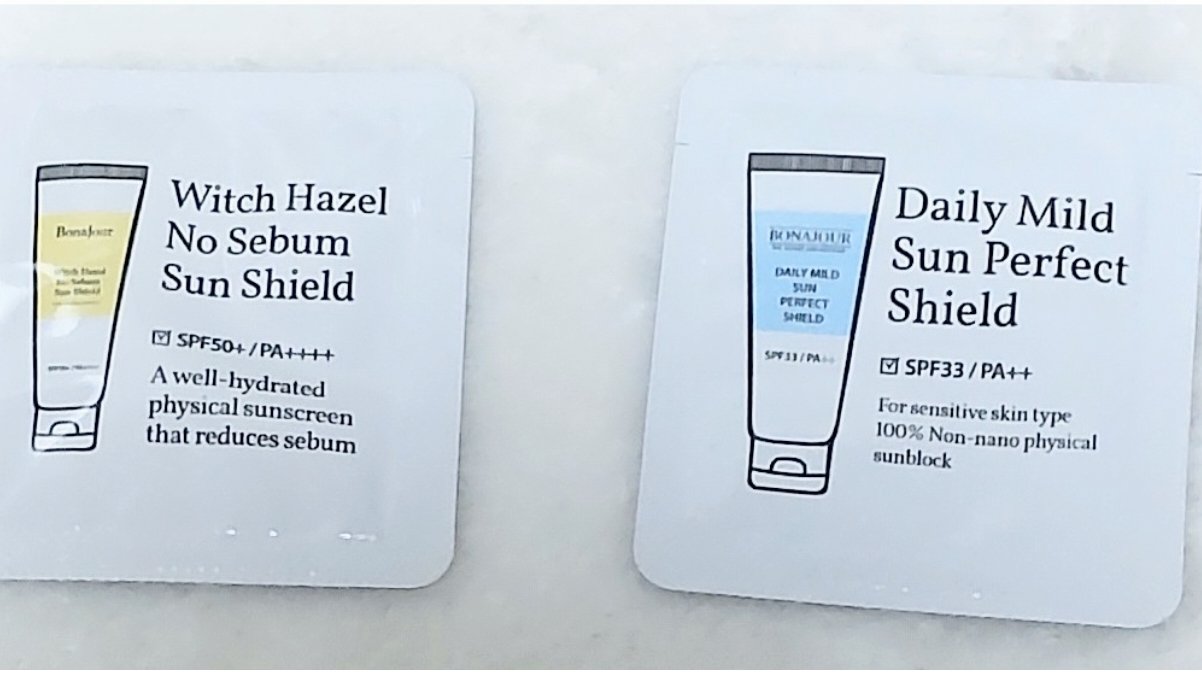 Witch Hazel
No Sebum
Sun Shield
SPF50+/PA++++
A well-hydrated
physical sunscreen
that reduces sebum
BonaJour
Witch Hazel
No Sebum
Sun Shield
Daily Mild
Sun Perfect
Shield
SPF33/PA++
For sensitive skin type
100% Non-nano physical
sunblock
BONAJOUR
DAILY MILD
SUN
PERFECT
SHIELD
SPF33/PA++